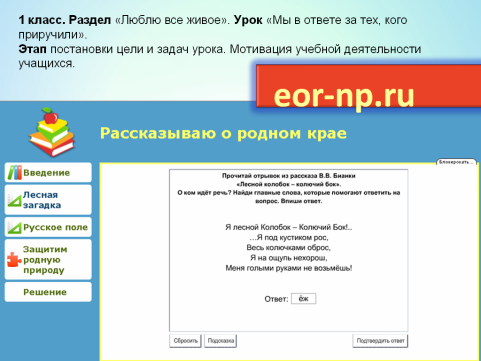 1 класс. Раздел «Люблю все живое». Урок «Мы в ответе за тех, кого
приручили».
Этап постановки цели и задач урока. Мотивация учебной деятельности
учащихся.
eor-np.ru
Рассказываю о родном крае
Блокировать...
Введение
Лесная
загадка
Русское поле
Защитим
родную
природу
Решение
Прочитай отрывок из рассказа В.В. Бианки
«Лесной колобок – колючий бок».
О ком идёт речь? Найди главные слова, которые помогают ответить на
вопрос. Впиши ответ.
Я лесной Колобок – Колючий Бок!..
…Я под кустиком рос,
Весь колючками оброс,
Я на ощупь нехорош,
Меня голыми руками не возьмёшь!
Ответ: ёж
Сбросить Подсказка Подтвердить ответ